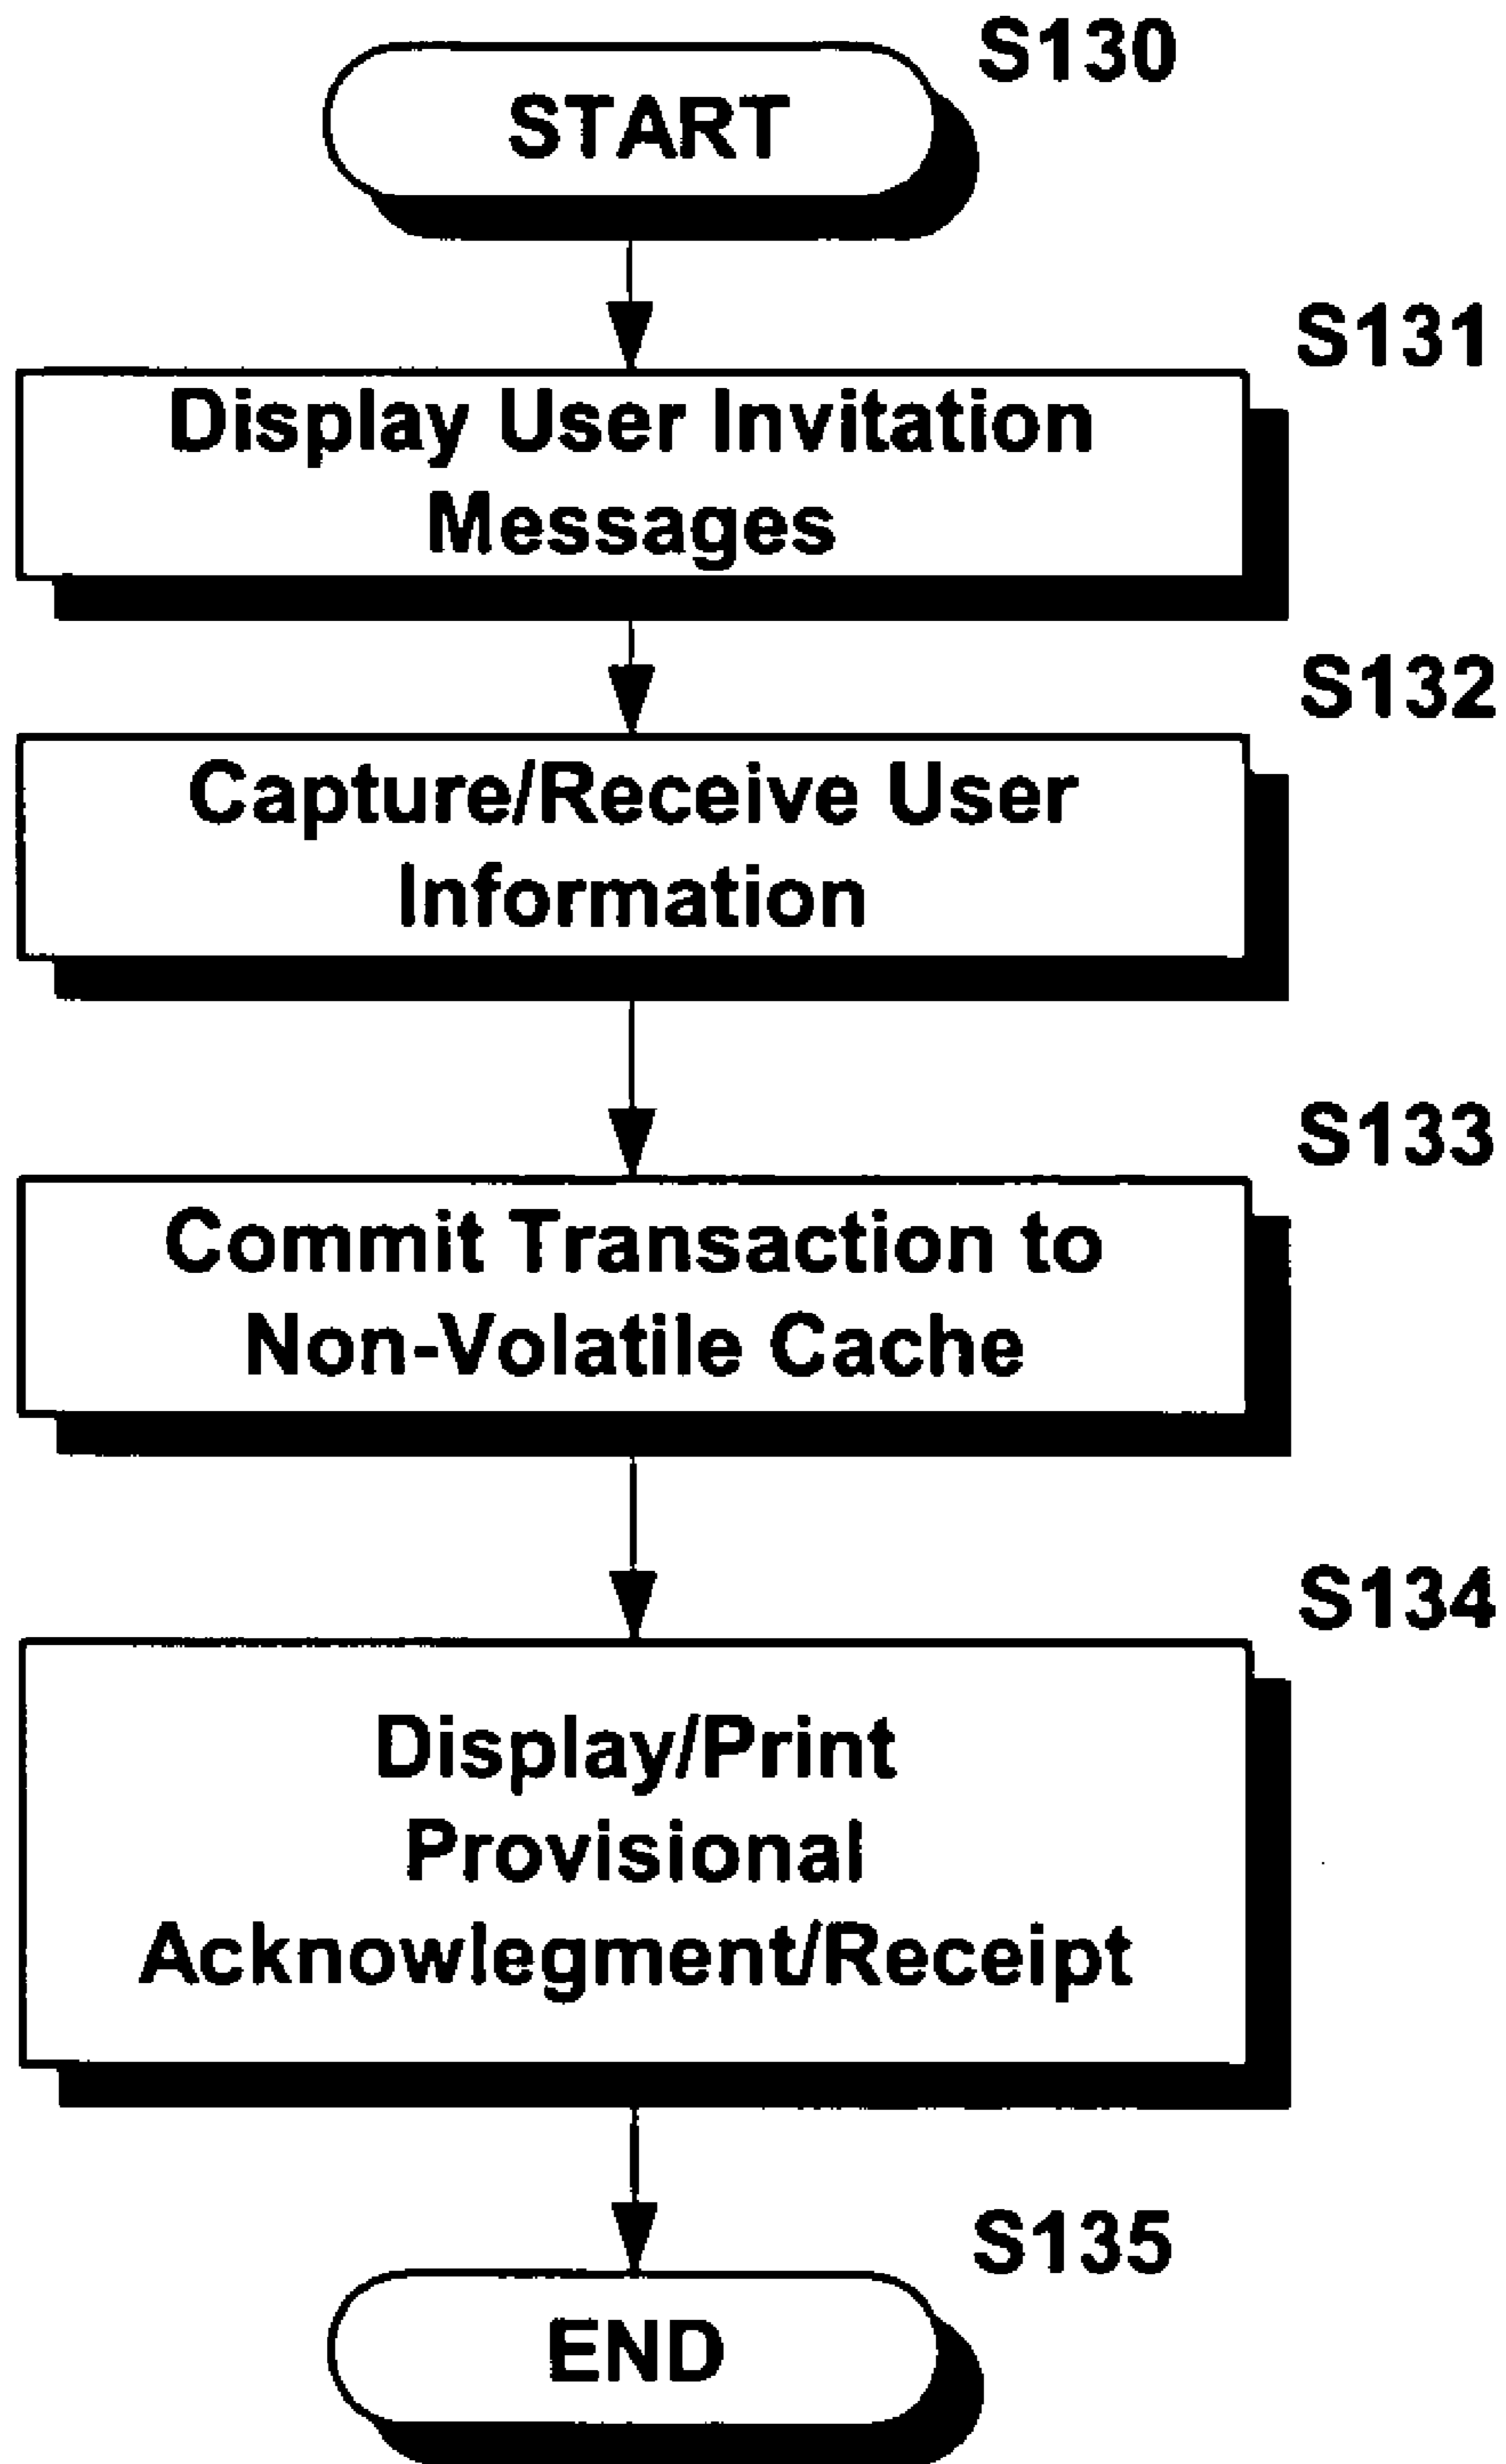 S130
START
S131
Display User Invitation
Messages
S132
Capture/Receive User
Information
S133
Commit Transaction to
Non-Volatile Cache
S134
Display/Print
Provisional
Acknowlegment/Receipt
S135
END